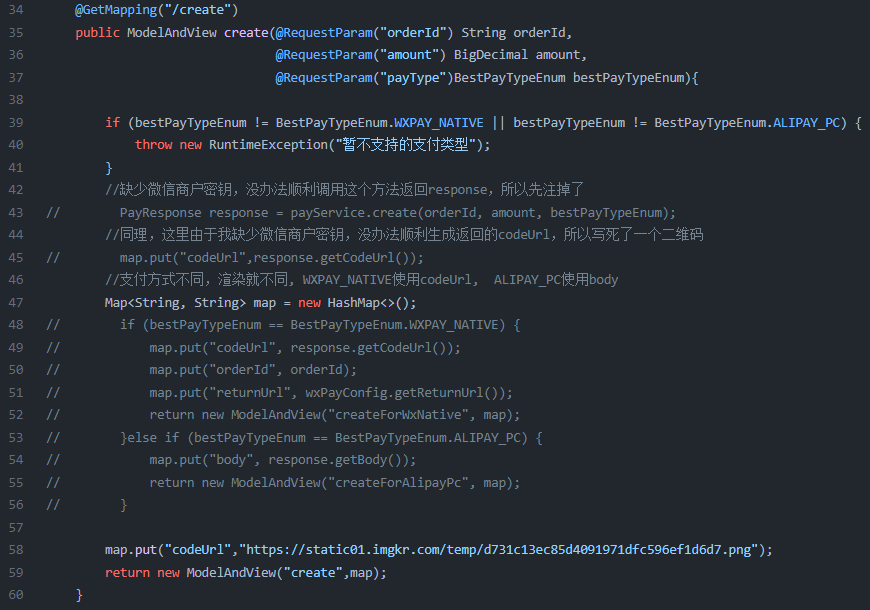 34 @GetMapping("/create")
35 public ModelAndView create(@RequestParam("orderId") String orderId,
36 @RequestParam("amount") BigDecimal amount,
37 @RequestParam("payType")BestPayTypeEnum bestPayTypeEnum){
38
39 if (bestPayTypeEnum != BestPayTypeEnum.WXPAY_NATIVE || bestPayTypeEnum != BestPayTypeEnum.ALIPAY_PC) {
40 throw new RuntimeException("暂不支持的支付类型");
41 }
42 //缺少微信商户密钥，没办法顺利调用这个方法返回response，所以先注掉了
43 // PayResponse response = payService.create(orderId, amount, bestPayTypeEnum);
44 //同理，这里由于我缺少微信商户密钥，没办法顺利生成返回的codeUrl，所以写死了一个二维码
45 // map.put("codeUrl",response.getCodeUrl());
46 //支付方式不同，渲染就不同, WXPAY_NATIVE使用codeUrl, ALIPAY_PC使用body
47 Map<String, String> map = new HashMap<>();
48 // if (bestPayTypeEnum == BestPayTypeEnum.WXPAY_NATIVE) {
49 // map.put("codeUrl", response.getCodeUrl());
50 // map.put("orderId", orderId);
51 // map.put("returnUrl", wxPayConfig.getReturnUrl());
52 // return new ModelAndView("createForWxNative", map);
53 // }else if (bestPayTypeEnum == BestPayTypeEnum.ALIPAY_PC) {
54 // map.put("body", response.getBody());
55 // return new ModelAndView("createForAlipayPc", map);
56 // }
57
58 map.put("codeUrl","https://static01.imgkr.com/temp/d731c13ec85d4091971dfc596ef1d6d7.png");
59 return new ModelAndView("create",map);
60 }